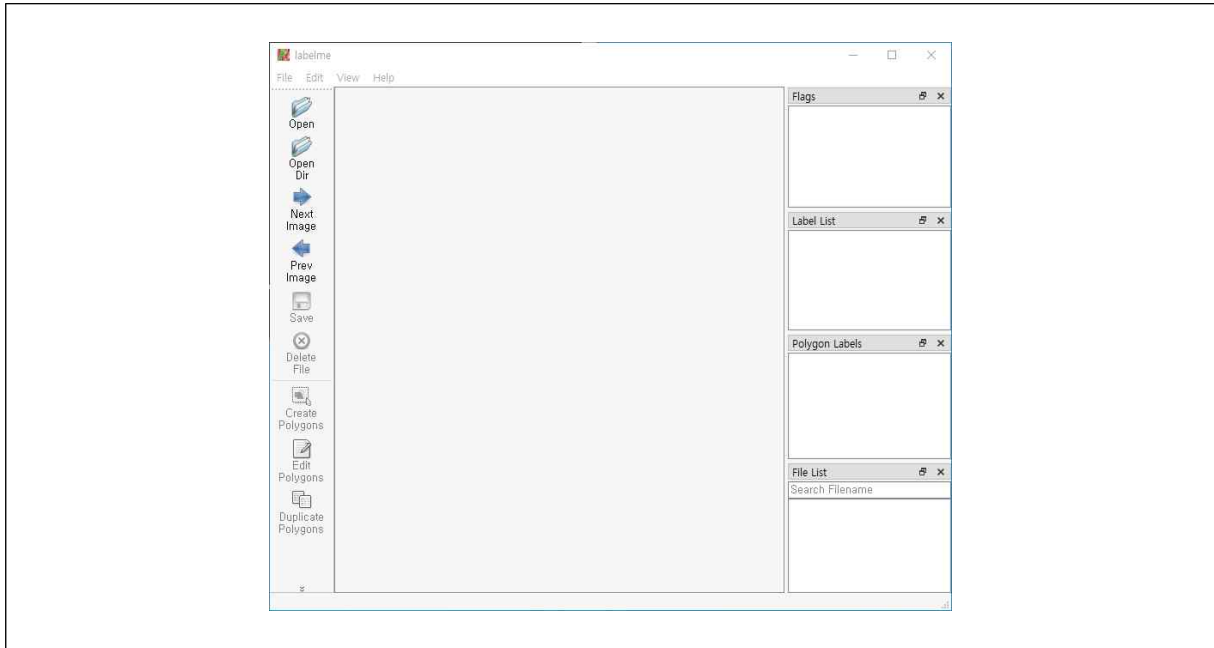 labelme
File Edit View Help
Open
Open
Dir
Next
Image
Prev
Image
Save
Delete
File
Create
Polygons
Edit
Polygons
Duplicate
Polygons
Flags
Label List
Polygon Labels
File List
Search Filename